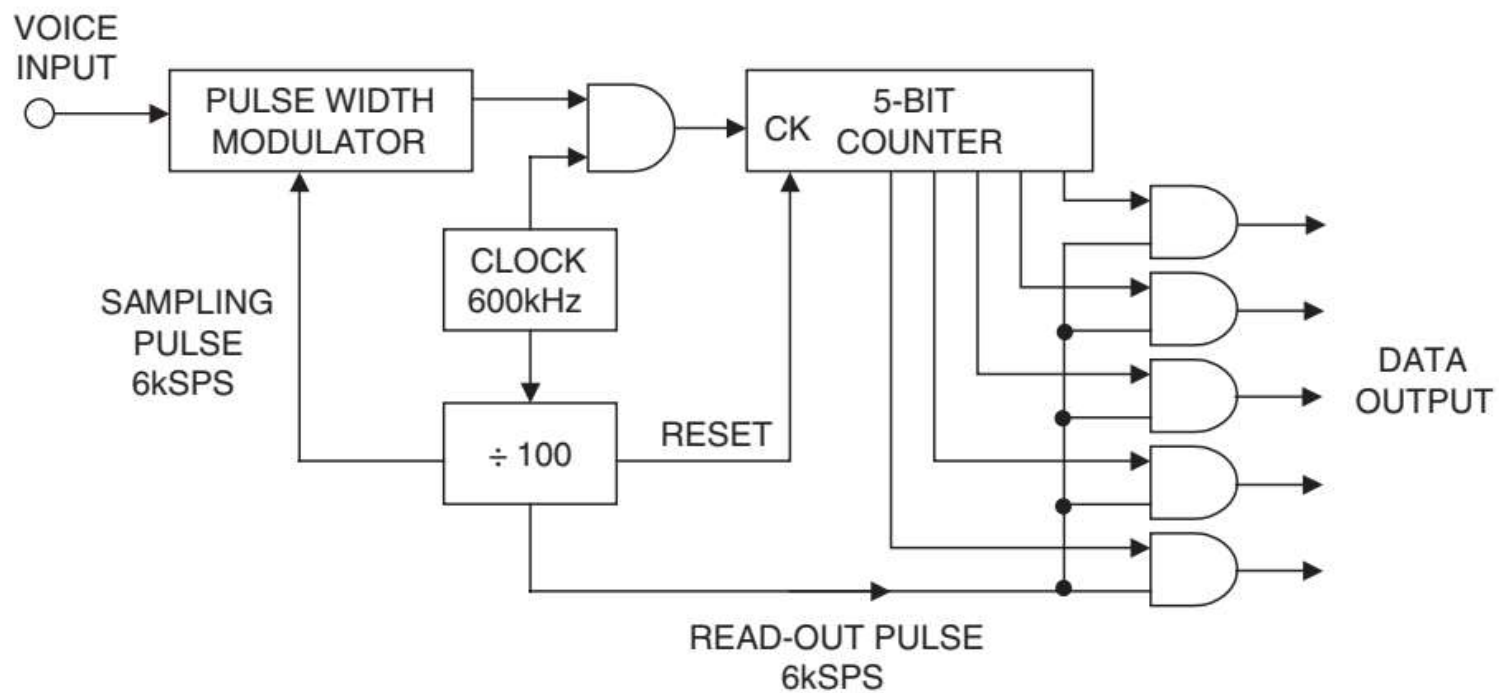 VOICE
INPUT
PULSE WIDTH
MODULATOR
5-BIT
CK COUNTER
CLOCK
600kHz
SAMPLING
PULSE
6kSPS
DATA
OUTPUT
÷ 100
RESET
READ-OUT PULSE
6kSPS